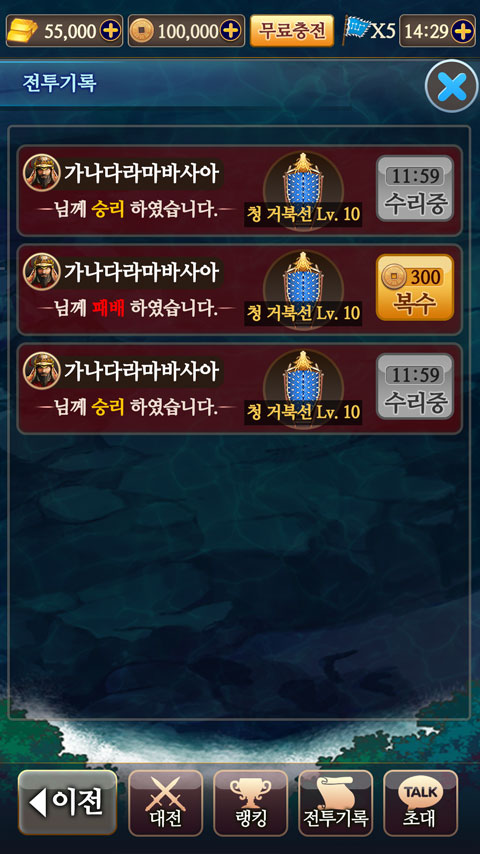 55,000
100,000
무료충전
X5
14:29
전투기록
가나다라마바사아
님께 승리 하였습니다.
청 거북선 Lv. 10
11:59
수리중
가나다라마바사아
님께 패배 하였습니다.
청 거북선 Lv. 10
300
복수
가나다라마바사아
님께 승리 하였습니다.
청 거북선 Lv. 10
11:59
수리중
이전
대전
랭킹
전투기록
TALK
초대